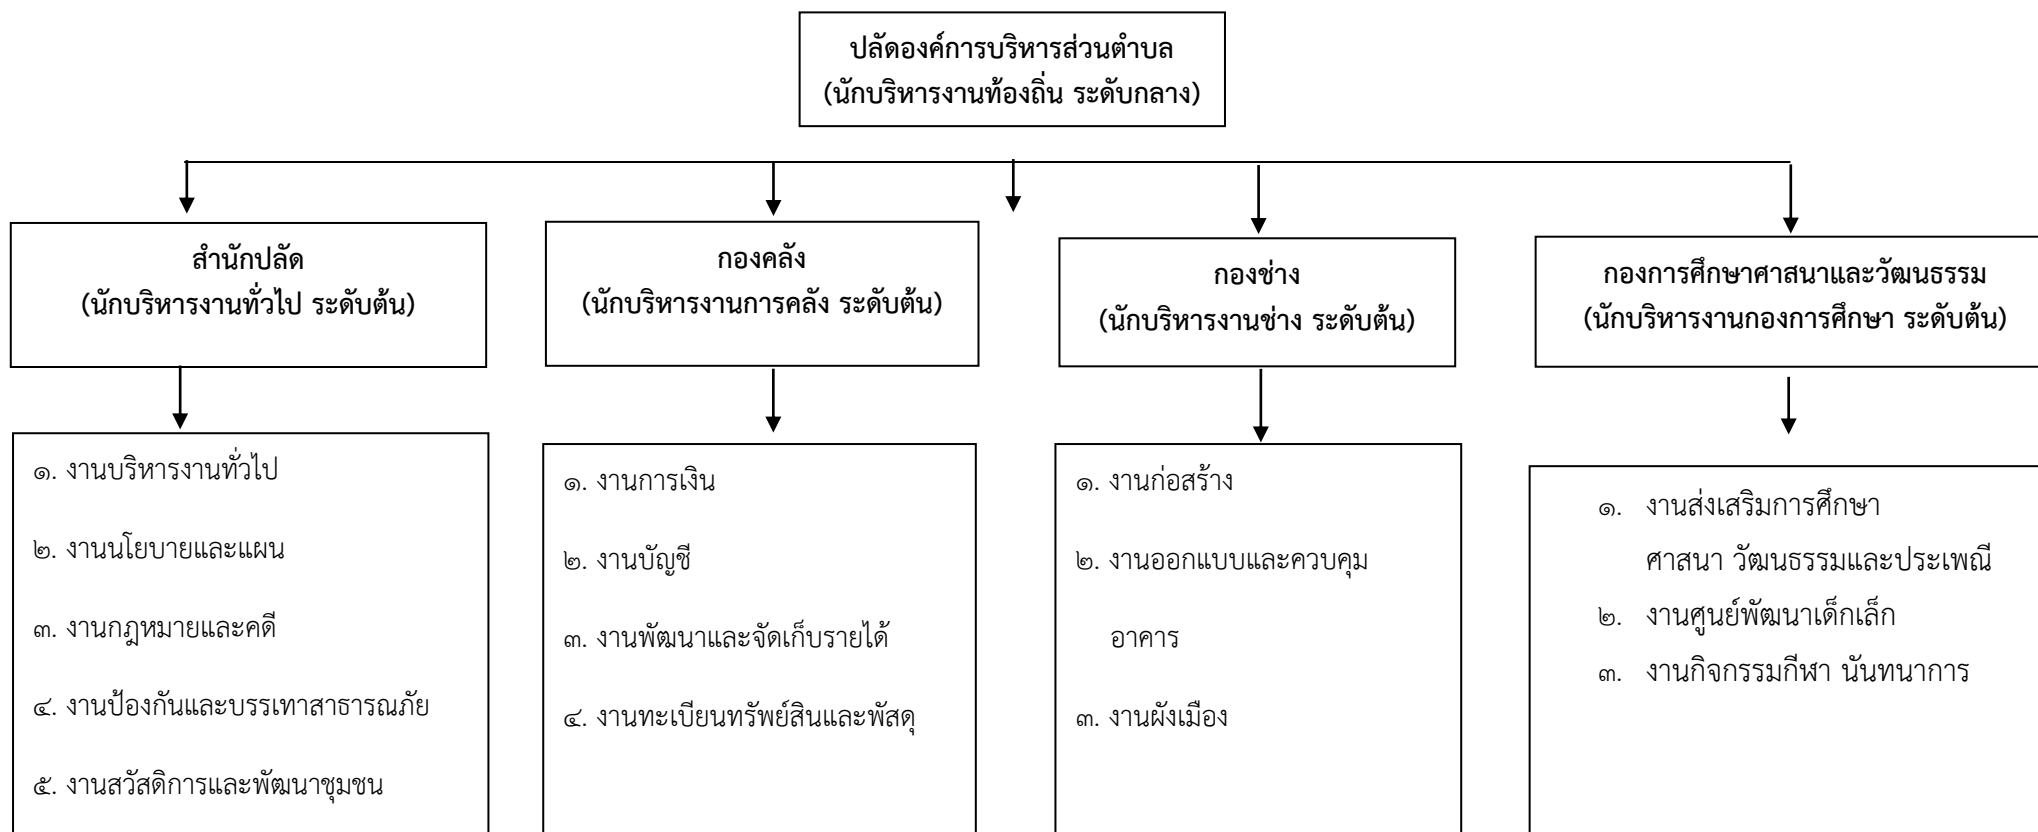 ปลัดองค์การบริหารส่วนตำบล
(นักบริหารงานท้องถิ่น ระดับกลาง)
สำนักปลัด
(นักบริหารงานทั่วไป ระดับต้น)
กองคลัง
(นักบริหารงานการคลัง ระดับต้น)
กองช่าง
(นักบริหารงานช่าง ระดับต้น)
กองการศึกษาศาสนาและวัฒนธรรม
(นักบริหารงานกองการศึกษา ระดับต้น)
๑. งานบริหารงานทั่วไป
๒. งานนโยบายและแผน
๓. งานกฎหมายและคดี
๔. งานป้องกันและบรรเทาสาธารณภัย
๕. งานสวัสดิการและพัฒนาชุมชน
๑. งานการเงิน
๒. งานบัญชี
๓. งานพัฒนาและจัดเก็บรายได้
๔. งานทะเบียนทรัพย์สินและพัสดุ
๑. งานก่อสร้าง
๒. งานออกแบบและควบคุม
อาคาร
๓. งานผังเมือง
๑. งานส่งเสริมการศึกษา
ศาสนา วัฒนธรรมและประเพณี
๒. งานศูนย์พัฒนาเด็กเล็ก
๓. งานกิจกรรมกีฬา นันทนาการ